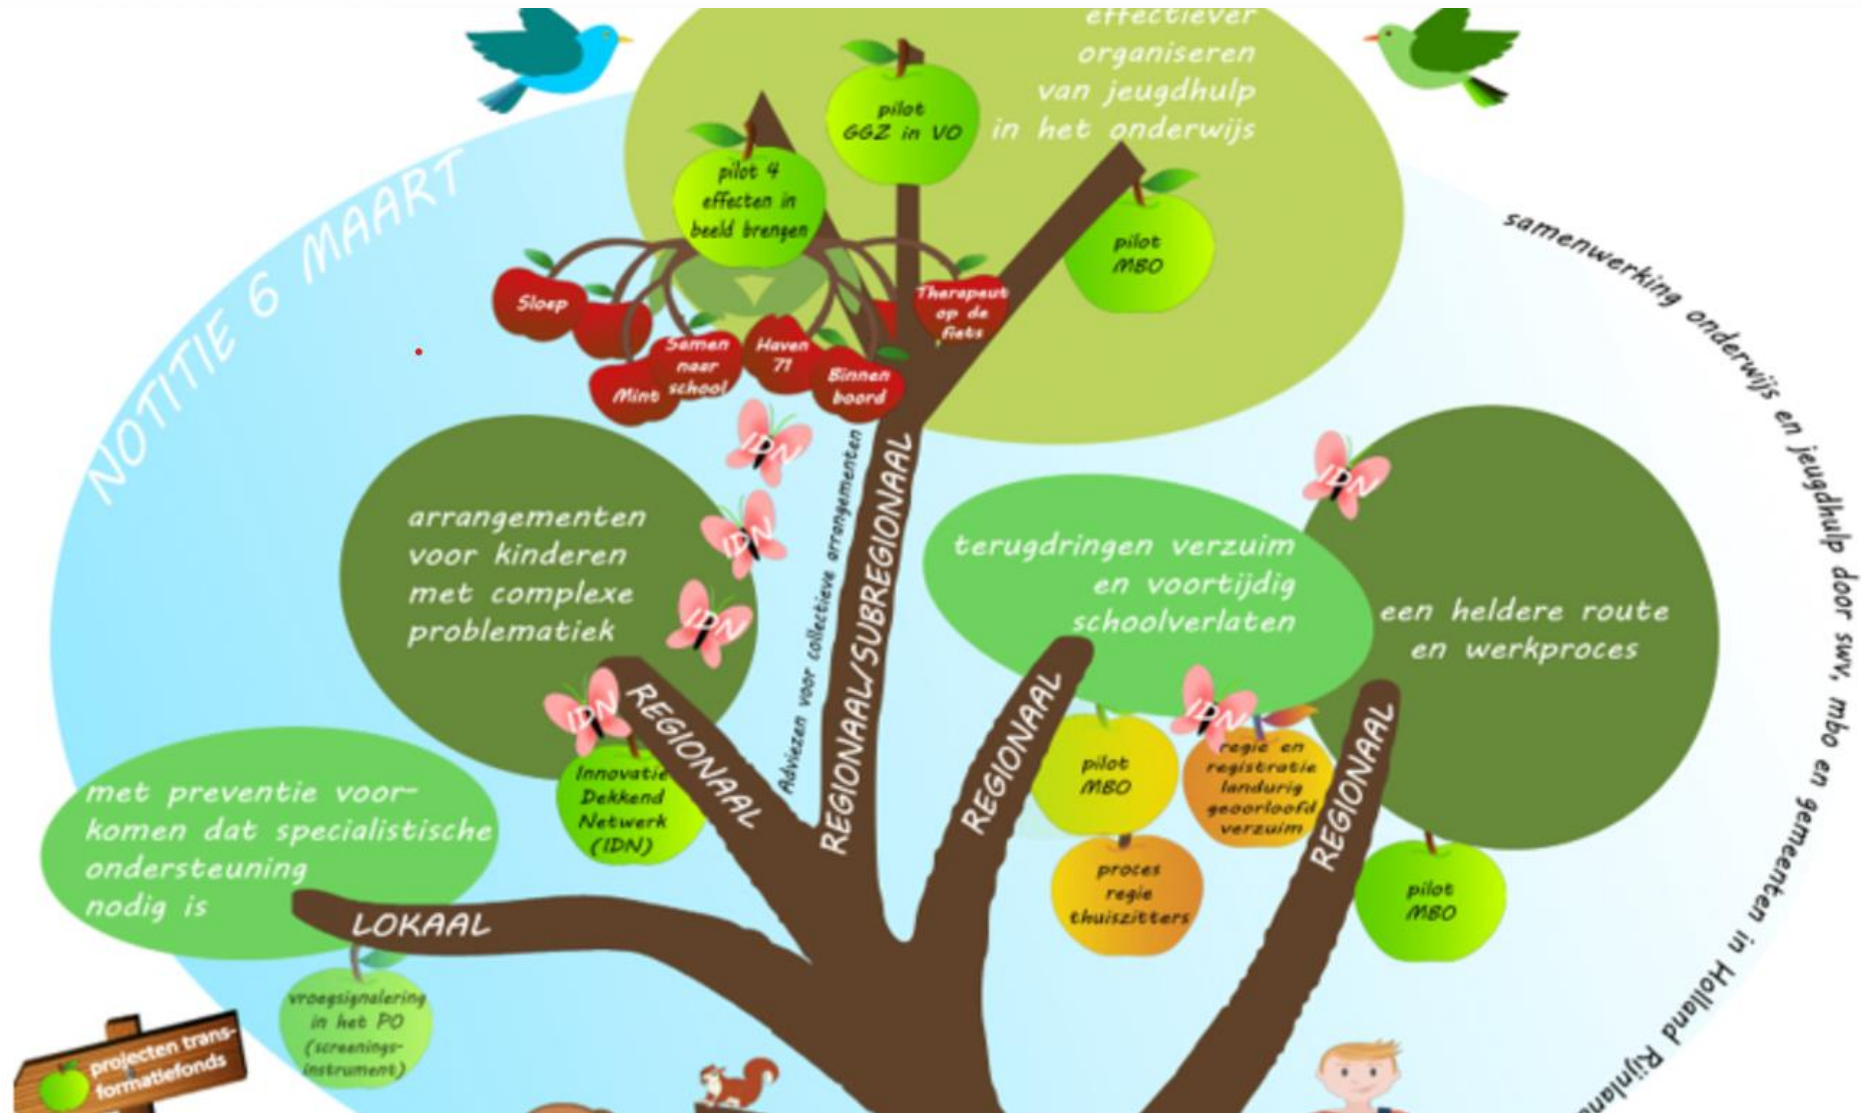 effectiever
organiseren
van jeugdhulp
in het onderwijs
pilot
GGZ in VO
pilot 4
effecten in
beeld brengen
pilot
MBO
NOTITIE 6 MAART
samenwerking onderwijs en jeugdhulp door swv, mbo en gemeenten in Holland Rijnland
Sloep
Therapeut
op de
fiets
Mint
Samen
naar
school
Haven
71
Binnen
boord
IDN
IDN
IDN
IDN
IDN
IDN
arrangementen
voor kinderen
met complexe
problematiek
Adviezen voor collectieve arrangementen
REGIONAAL/SUBREGIONAAL
terugdringen verzuim
en voortijdig
schoolverlaten
een heldere route
en werkproces
REGIONAAL
REGIONAAL
REGIONAAL
Innovatie
Dekkend
Netwerk
(IDN)
pilot
MBO
regie en
registratie
landurig
geoorloofd
verzuim
proces
regie
thuiszitters
pilot
MBO
met preventie voor-
komen dat specialistische
ondersteuning
nodig is
LOKAAL
vroegsignalering
in het PO
(screenings-
instrument)
projecten trans-
formatiefonds